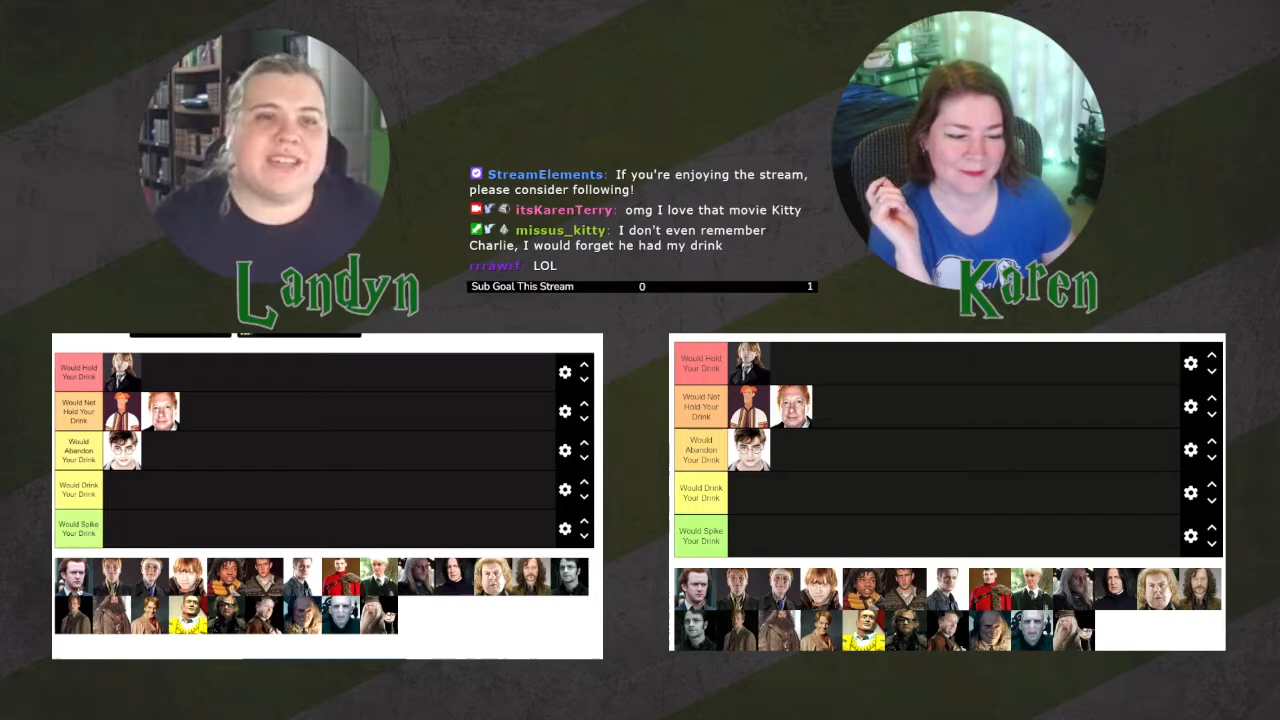 StreamElements: If you're enjoying the stream,
please consider following!
itsKarenTerry: omg I love that movie Kitty
missus_kitty: I don't even remember
Charlie, I would forget he had my drink
rrrawrf: LOL
Sub Goal This Stream 0 1
Landyn
Karen
Would Hold
Your Drink
Would Not
Hold Your
Drink
Would
Abandon
Your Drink
Would Drink
Your Drink
Would Spike
Your Drink
Would Hold
Your Drink
Would Not
Hold Your
Drink
Would
Abandon
Your Drink
Would Drink
Your Drink
Would Spike
Your Drink